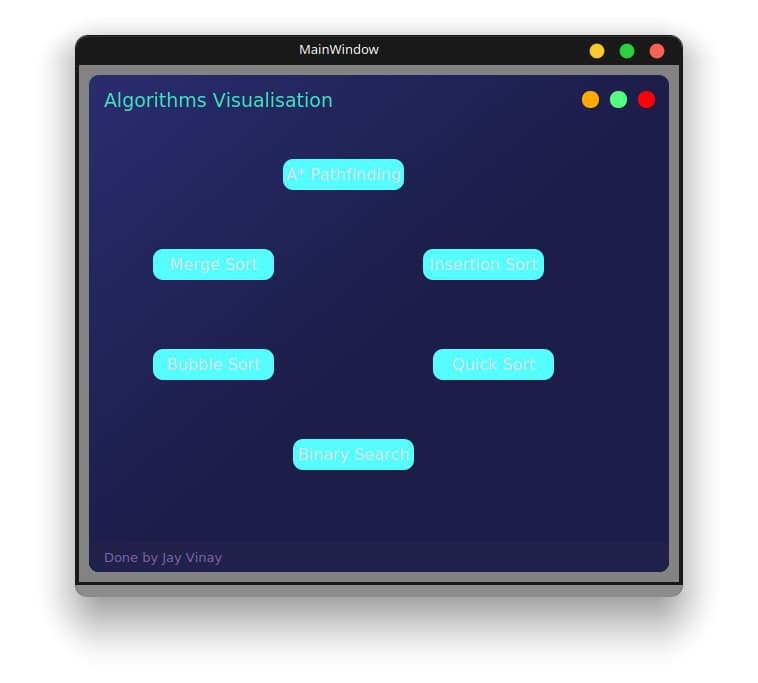 MainWindow
Algorithms Visualisation
A* Pathfinding
Merge Sort
Insertion Sort
Bubble Sort
Quick Sort
Binary Search
Done by Jay Vinay